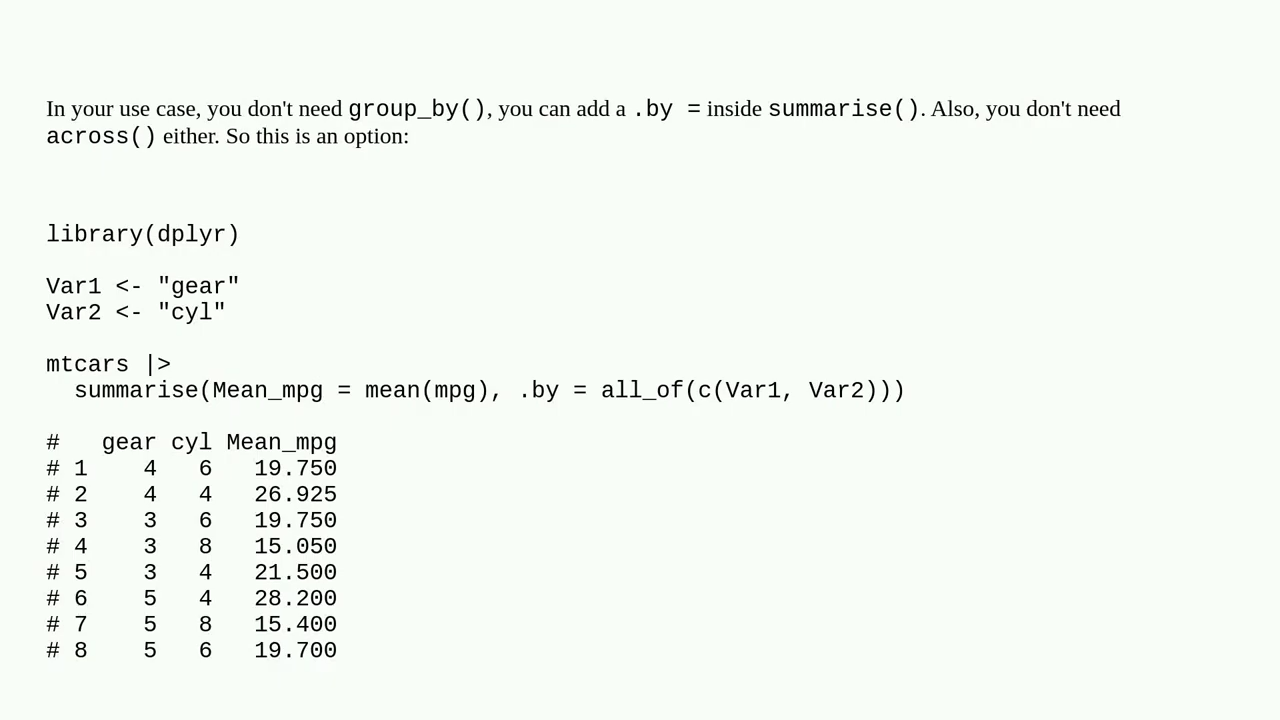 In your use case, you don't need group_by(), you can add a .by = inside summarise(). Also, you don't need
across() either. So this is an option:
library(dplyr)
Var1 <- "gear"
Var2 <- "cyl"
mtcars |>
  summarise(Mean_mpg = mean(mpg), .by = all_of(c(Var1, Var2)))
#   gear cyl Mean_mpg
# 1    4   6   19.750
# 2    4   4   26.925
# 3    3   6   19.750
# 4    3   8   15.050
# 5    3   4   21.500
# 6    5   4   28.200
# 7    5   8   15.400
# 8    5   6   19.700